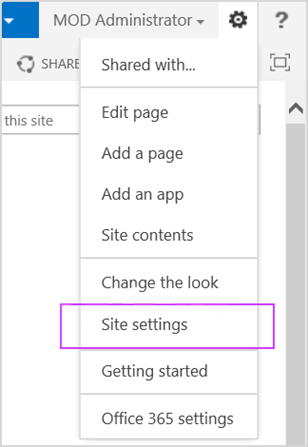 MOD Administrator
?
SHARE
this site
Shared with...
Edit page
Add a page
Add an app
Site contents
Change the look
Site settings
Getting started
Office 365 settings